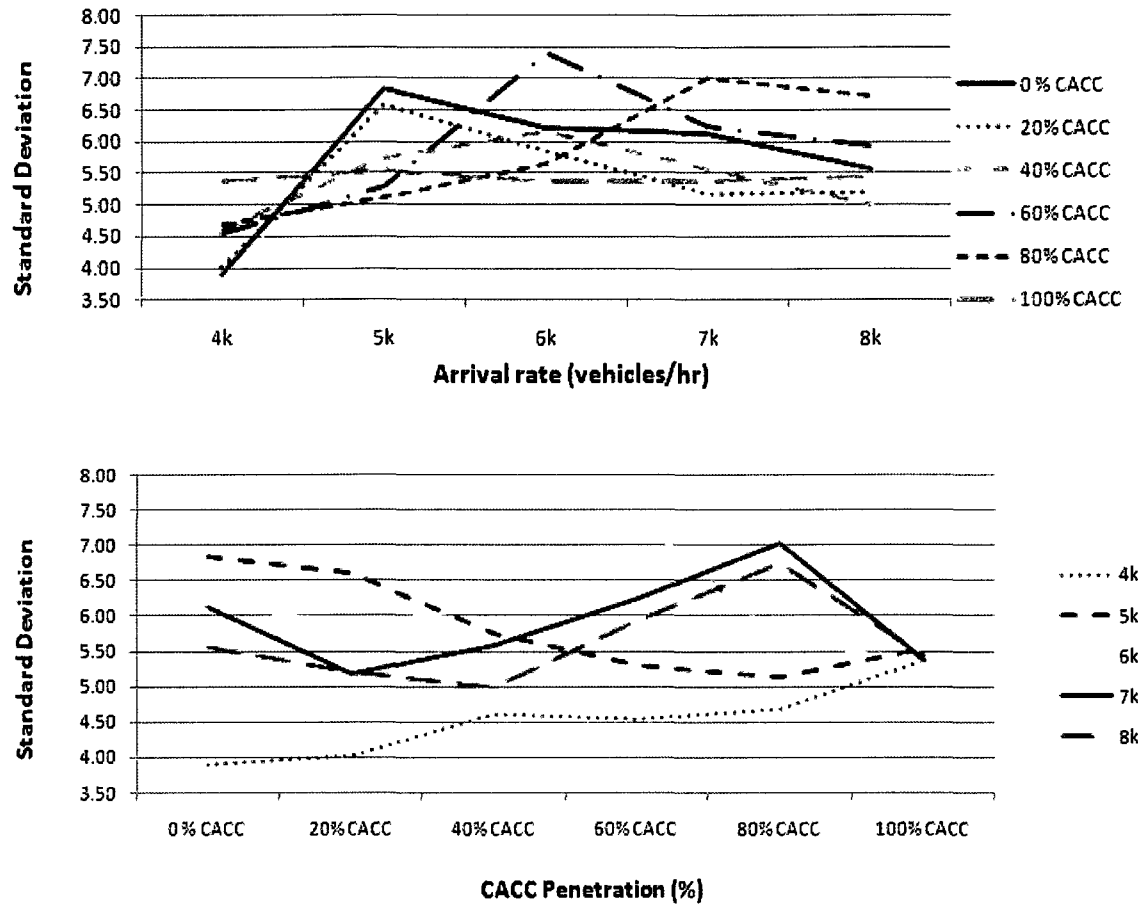 8.00
7.50
7.00
6.50
6.00
5.50
5.00
4.50
4.00
3.50
Standard Deviation
4k 5k 6k 7k 8k
Arrival rate (vehicles/hr)
0% CACC
20% CACC
40% CACC
60% CACC
80% CACC
100% CACC
8.00
7.50
7.00
6.50
6.00
5.50
5.00
4.50
4.00
3.50
Standard Deviation
0% CACC 20% CACC 40% CACC 60% CACC 80% CACC 100% CACC
CACC Penetration (%)
4k
5k
6k
7k
8k